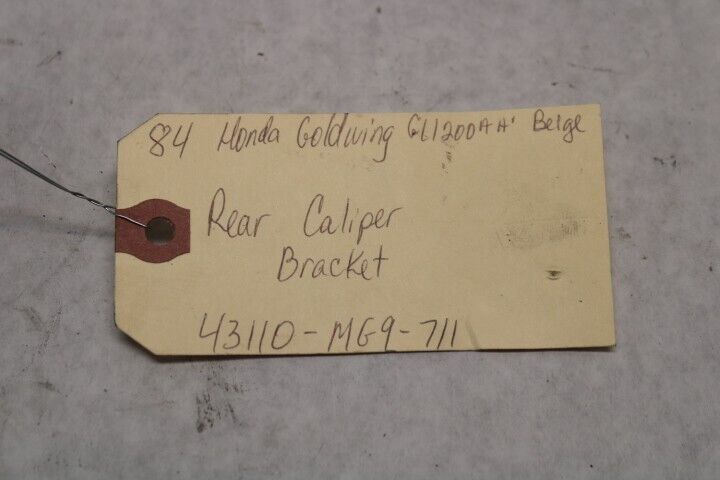 84 Honda Goldwing GL1200A "A" Beige
Rear Caliper
Bracket
43110-MG9-711